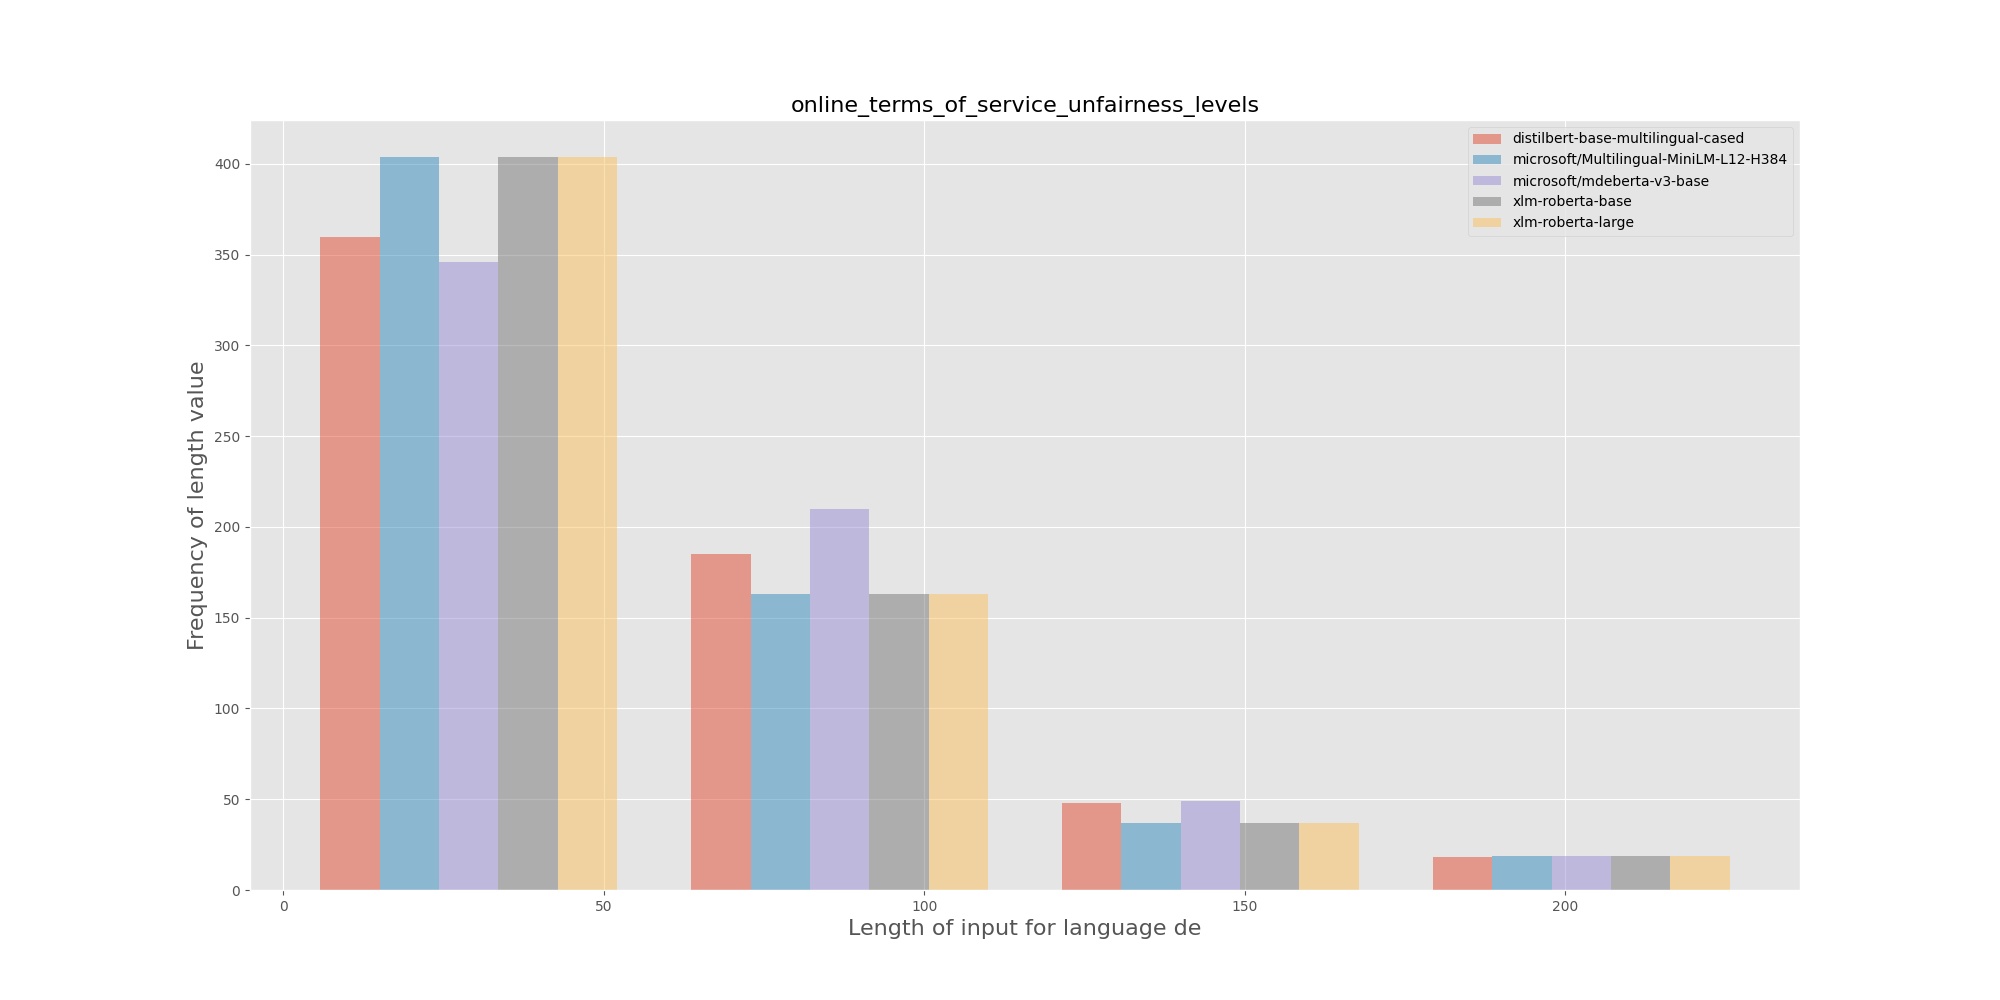 online_terms_of_service_unfairness_levels
distilbert-base-multilingual-cased
microsoft/Multilingual-MiniLM-L12-H384
microsoft/mdeberta-v3-base
xlm-roberta-base
xlm-roberta-large
Frequency of length value
400
350
300
250
200
150
100
50
0
0 50 100 150 200
Length of input for language de